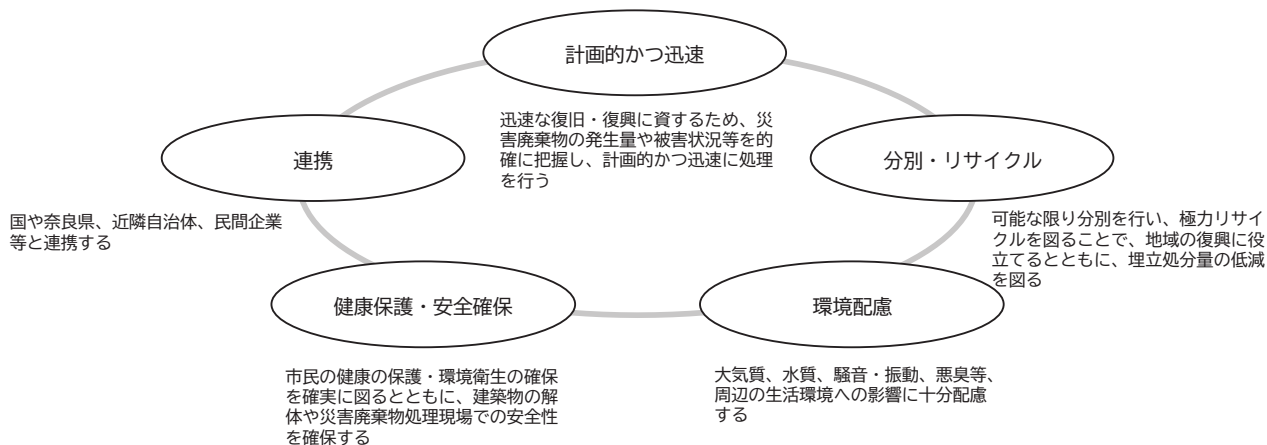 計画的かつ迅速
迅速な復旧・復興に資するため、災
害廃棄物の発生量や被害状況等を的
確に把握し、計画的かつ迅速に処理
を行う
分別・リサイクル
可能な限り分別を行い、極力リサイ
クルを図ることで、地域の復興に役
立てるとともに、埋立処分量の低減
を図る
環境配慮
大気質、水質、騒音・振動、悪臭等、
周辺の生活環境への影響に十分配慮
する
健康保護・安全確保
市民の健康の保護・環境衛生の確保
を確実に図るとともに、建築物の解
体や災害廃棄物処理現場での安全性
を確保する
連携
国や奈良県、近隣自治体、民間企業
等と連携する